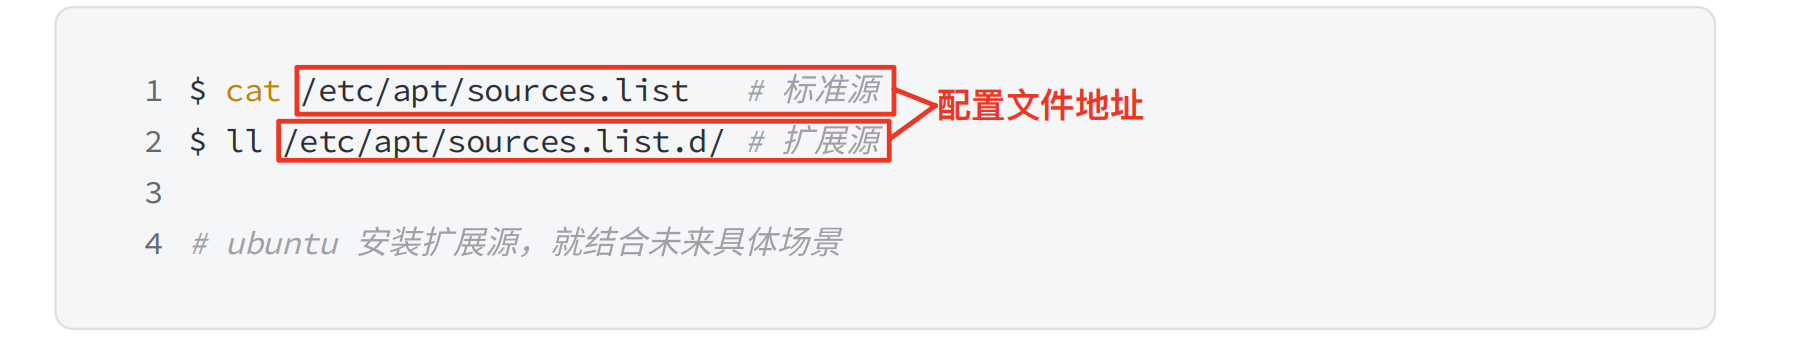 1 $ cat /etc/apt/sources.list # 标准源
配置文件地址
2 $ ll /etc/apt/sources.list.d/ # 扩展源
3
4 # ubuntu 安装扩展源，就结合未来具体场景